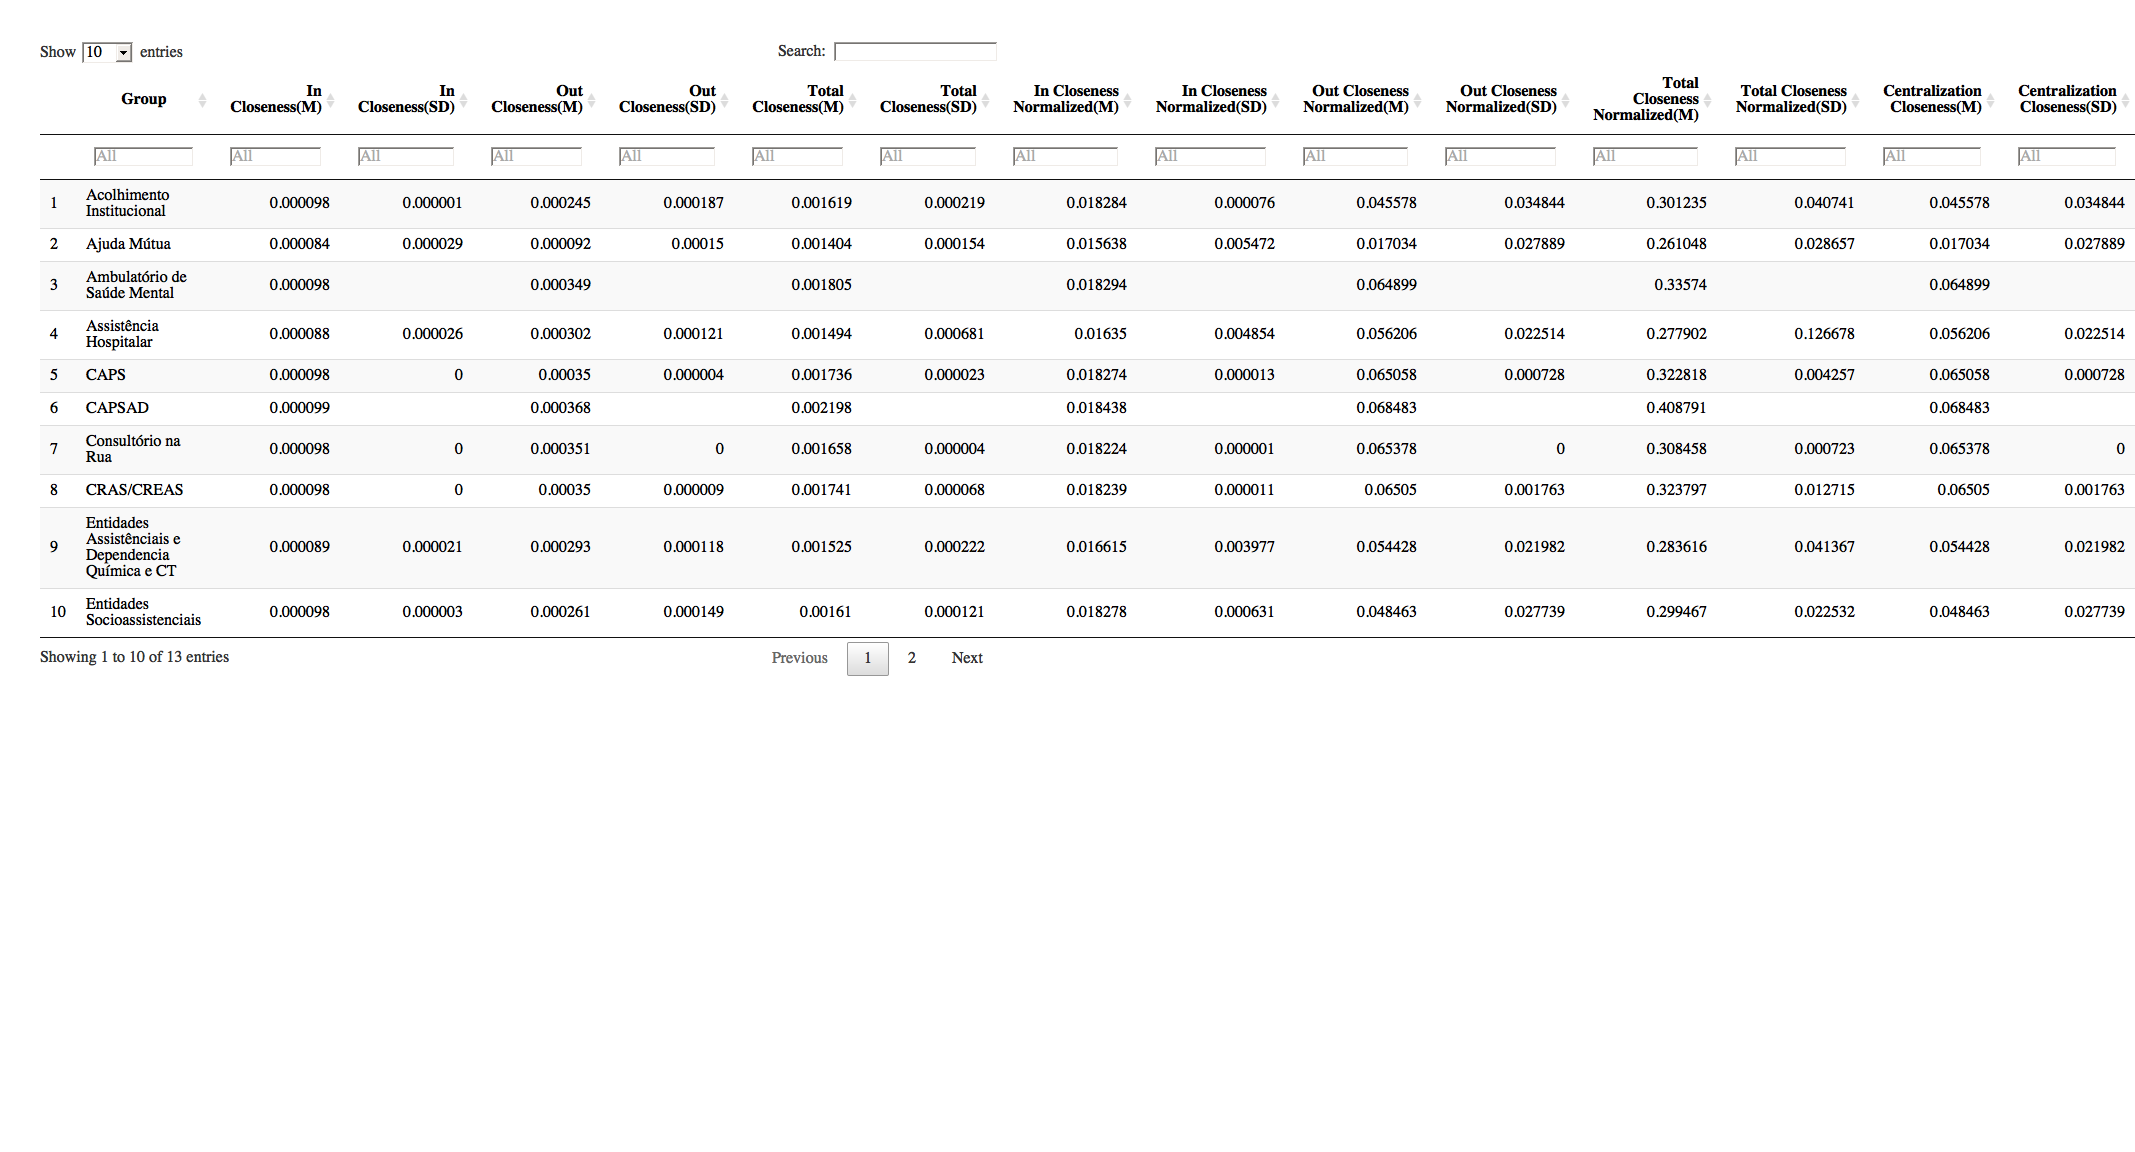 Show 10 entries Search:
Group In Closeness(M) In Closeness(SD) Out Closeness(M) Out Closeness(SD) Total Closeness(M) Total Closeness(SD) In Closeness Normalized(M) In Closeness Normalized(SD) Out Closeness Normalized(M) Out Closeness Normalized(SD) Total Closeness Normalized(M) Total Closeness Normalized(SD) Centralization Closeness(M) Centralization Closeness(SD)
All All All All All All All All All All All All All All All
1 Acolhimento Institucional 0.000098 0.000001 0.000245 0.000187 0.001619 0.000219 0.018284 0.000076 0.045578 0.034844 0.301235 0.040741 0.045578 0.034844
2 Ajuda Mútua 0.000084 0.000029 0.000092 0.00015 0.001404 0.000154 0.015638 0.005472 0.017034 0.027889 0.261048 0.028657 0.017034 0.027889
3 Ambulatório de Saúde Mental 0.000098 0.000349 0.001805 0.018294 0.064899 0.33574 0.064899
4 Assistência Hospitalar 0.000088 0.000026 0.000302 0.000121 0.001494 0.000681 0.01635 0.004854 0.056206 0.022514 0.277902 0.126678 0.056206 0.022514
5 CAPS 0.000098 0 0.00035 0.000004 0.001736 0.000023 0.018274 0.000013 0.065058 0.000728 0.322818 0.004257 0.065058 0.000728
6 CAPSAD 0.000099 0.000368 0.002198 0.018438 0.068483 0.408791 0.068483
7 Consultório na Rua 0.000098 0 0.000351 0 0.001658 0.000004 0.018224 0.000001 0.065378 0 0.308458 0.000723 0.065378 0
8 CRAS/CREAS 0.000098 0 0.00035 0.000009 0.001741 0.000068 0.018239 0.000011 0.06505 0.001763 0.323797 0.012715 0.06505 0.001763
9 Entidades Assistênciais e Dependencia Química e CT 0.000089 0.000021 0.000293 0.000118 0.001525 0.000222 0.016615 0.003977 0.054428 0.021982 0.283616 0.041367 0.054428 0.021982
10 Entidades Socioassistenciais 0.000098 0.000003 0.000261 0.000149 0.00161 0.000121 0.018278 0.000631 0.048463 0.027739 0.299467 0.022532 0.048463 0.027739
Showing 1 to 10 of 13 entries Previous 1 2 Next